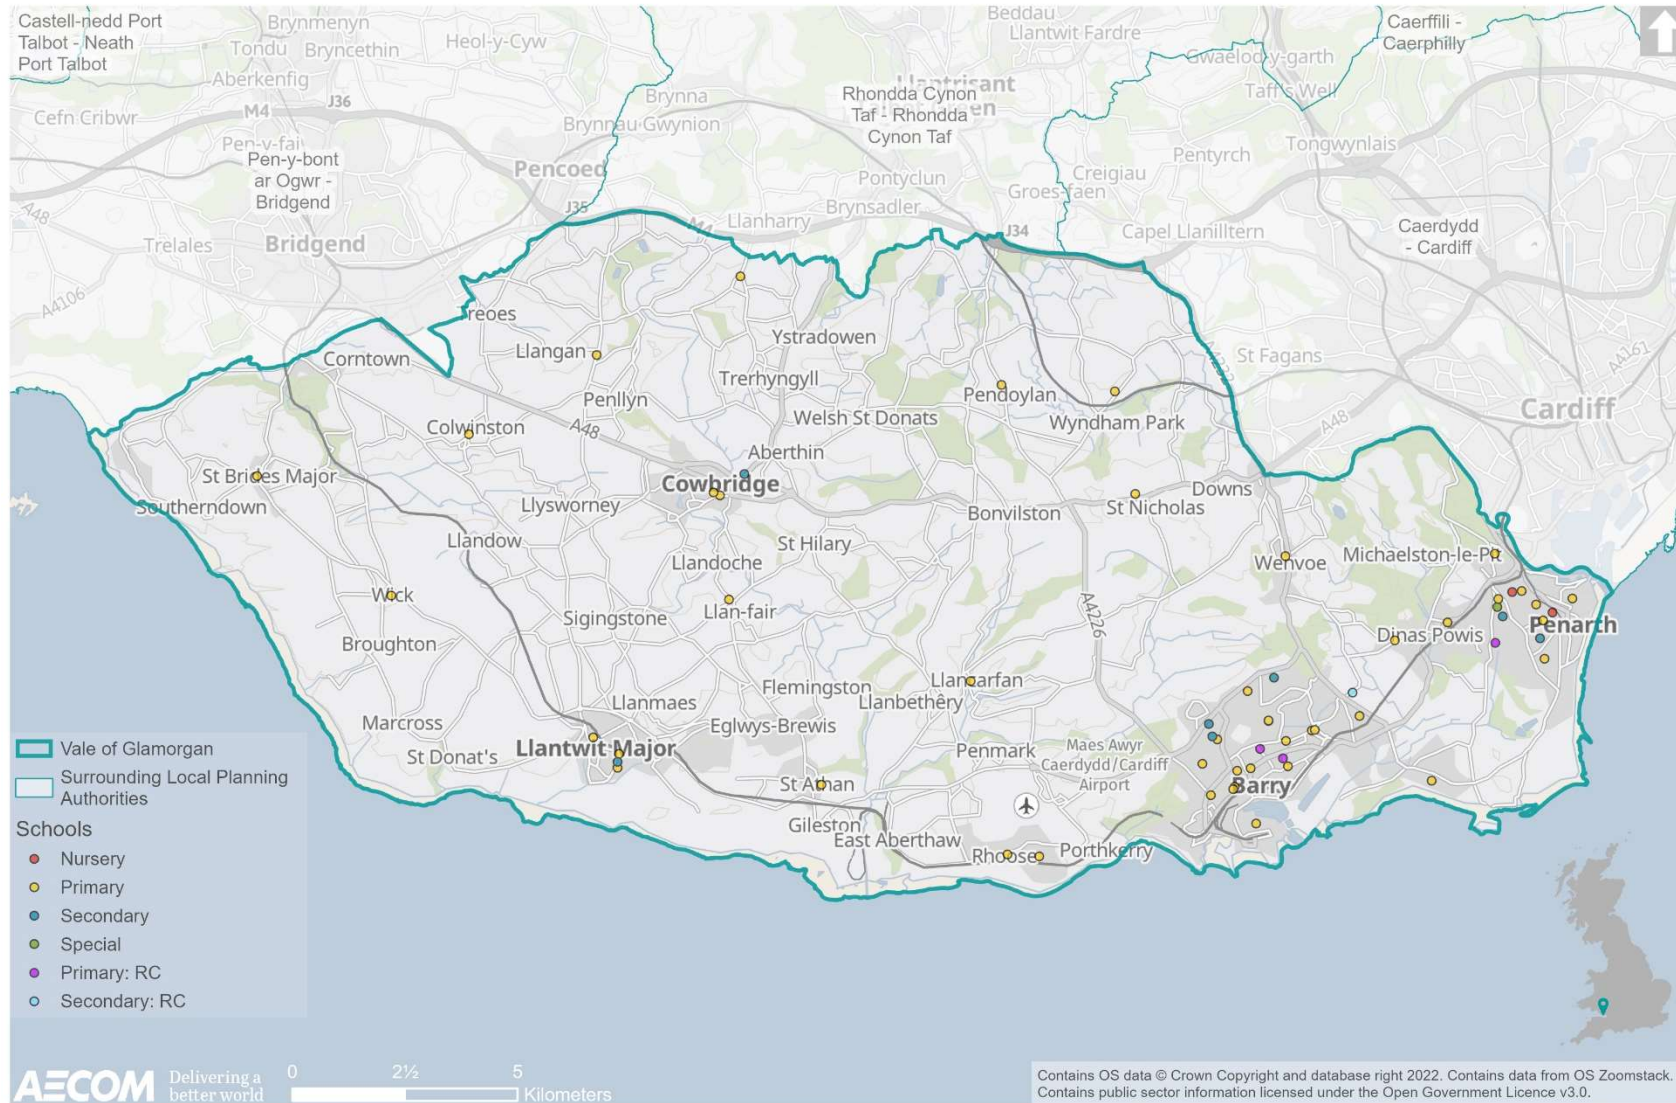 Castell-nedd Port
Talbot - Neath
Port Talbot
Brynmenyn
Tondu
Bryncethin
Heol-y-Cyw
Aberkenfig
Beddau
Llantwit Fardre
Caerffili -
Caerphilly
Gwaelod-y-garth
Taff's Well
J36
M4
Cefn Cribwr
Brynna
Brynnau Gwynion
Rhondda Cynon
Taf - Rhondda
Cynon Taf
Tongwynlais
Pen-y-fai
Pen-y-bont
ar Ogwr -
Bridgend
Pencoed
Pentyrch
Creigiau
Pontyclun
Groes-faen
A48
J35
M4
Llanharry
Brynsadler
J34
Capel Llanilltern
Caerdydd
- Cardiff
Trelales
Bridgend
A4106
reoes
Ystradowen
A4232
St Fagans
A4161
Corntown
Llangan
Trerhyngyll
Pendoylan
Penllyn
Cardiff
Colwinston
A48
Welsh St Donats
Wyndham Park
A48
Aberthin
St Brides Major
Cowbridge
Downs
Southerndown
Llysworney
Bonvilston
St Nicholas
Llandow
St Hilary
Michaelston-le-Pit
Llandoche
Wenvoe
Wick
Llan-fair
A4226
Sigingstone
Penarth
Broughton
Dinas Powis
Llanmaes
Flemingston
Llancarfan
Llanbethêry
Marcross
Eglwys-Brewis
St Donat's
Llantwit Major
Penmark
Maes Awyr
Caerdydd/Cardiff
Airport
St Athan
Barry
Gileston
East Aberthaw
Rhoose
Porthkerry
Vale of Glamorgan
Surrounding Local Planning
Authorities
Schools
Nursery
Primary
Secondary
Special
Primary: RC
Secondary: RC
AECOM
Delivering a
better world
0 2½ 5
Kilometers
Contains OS data © Crown Copyright and database right 2022. Contains data from OS Zoomstack.
Contains public sector information licensed under the Open Government Licence v3.0.